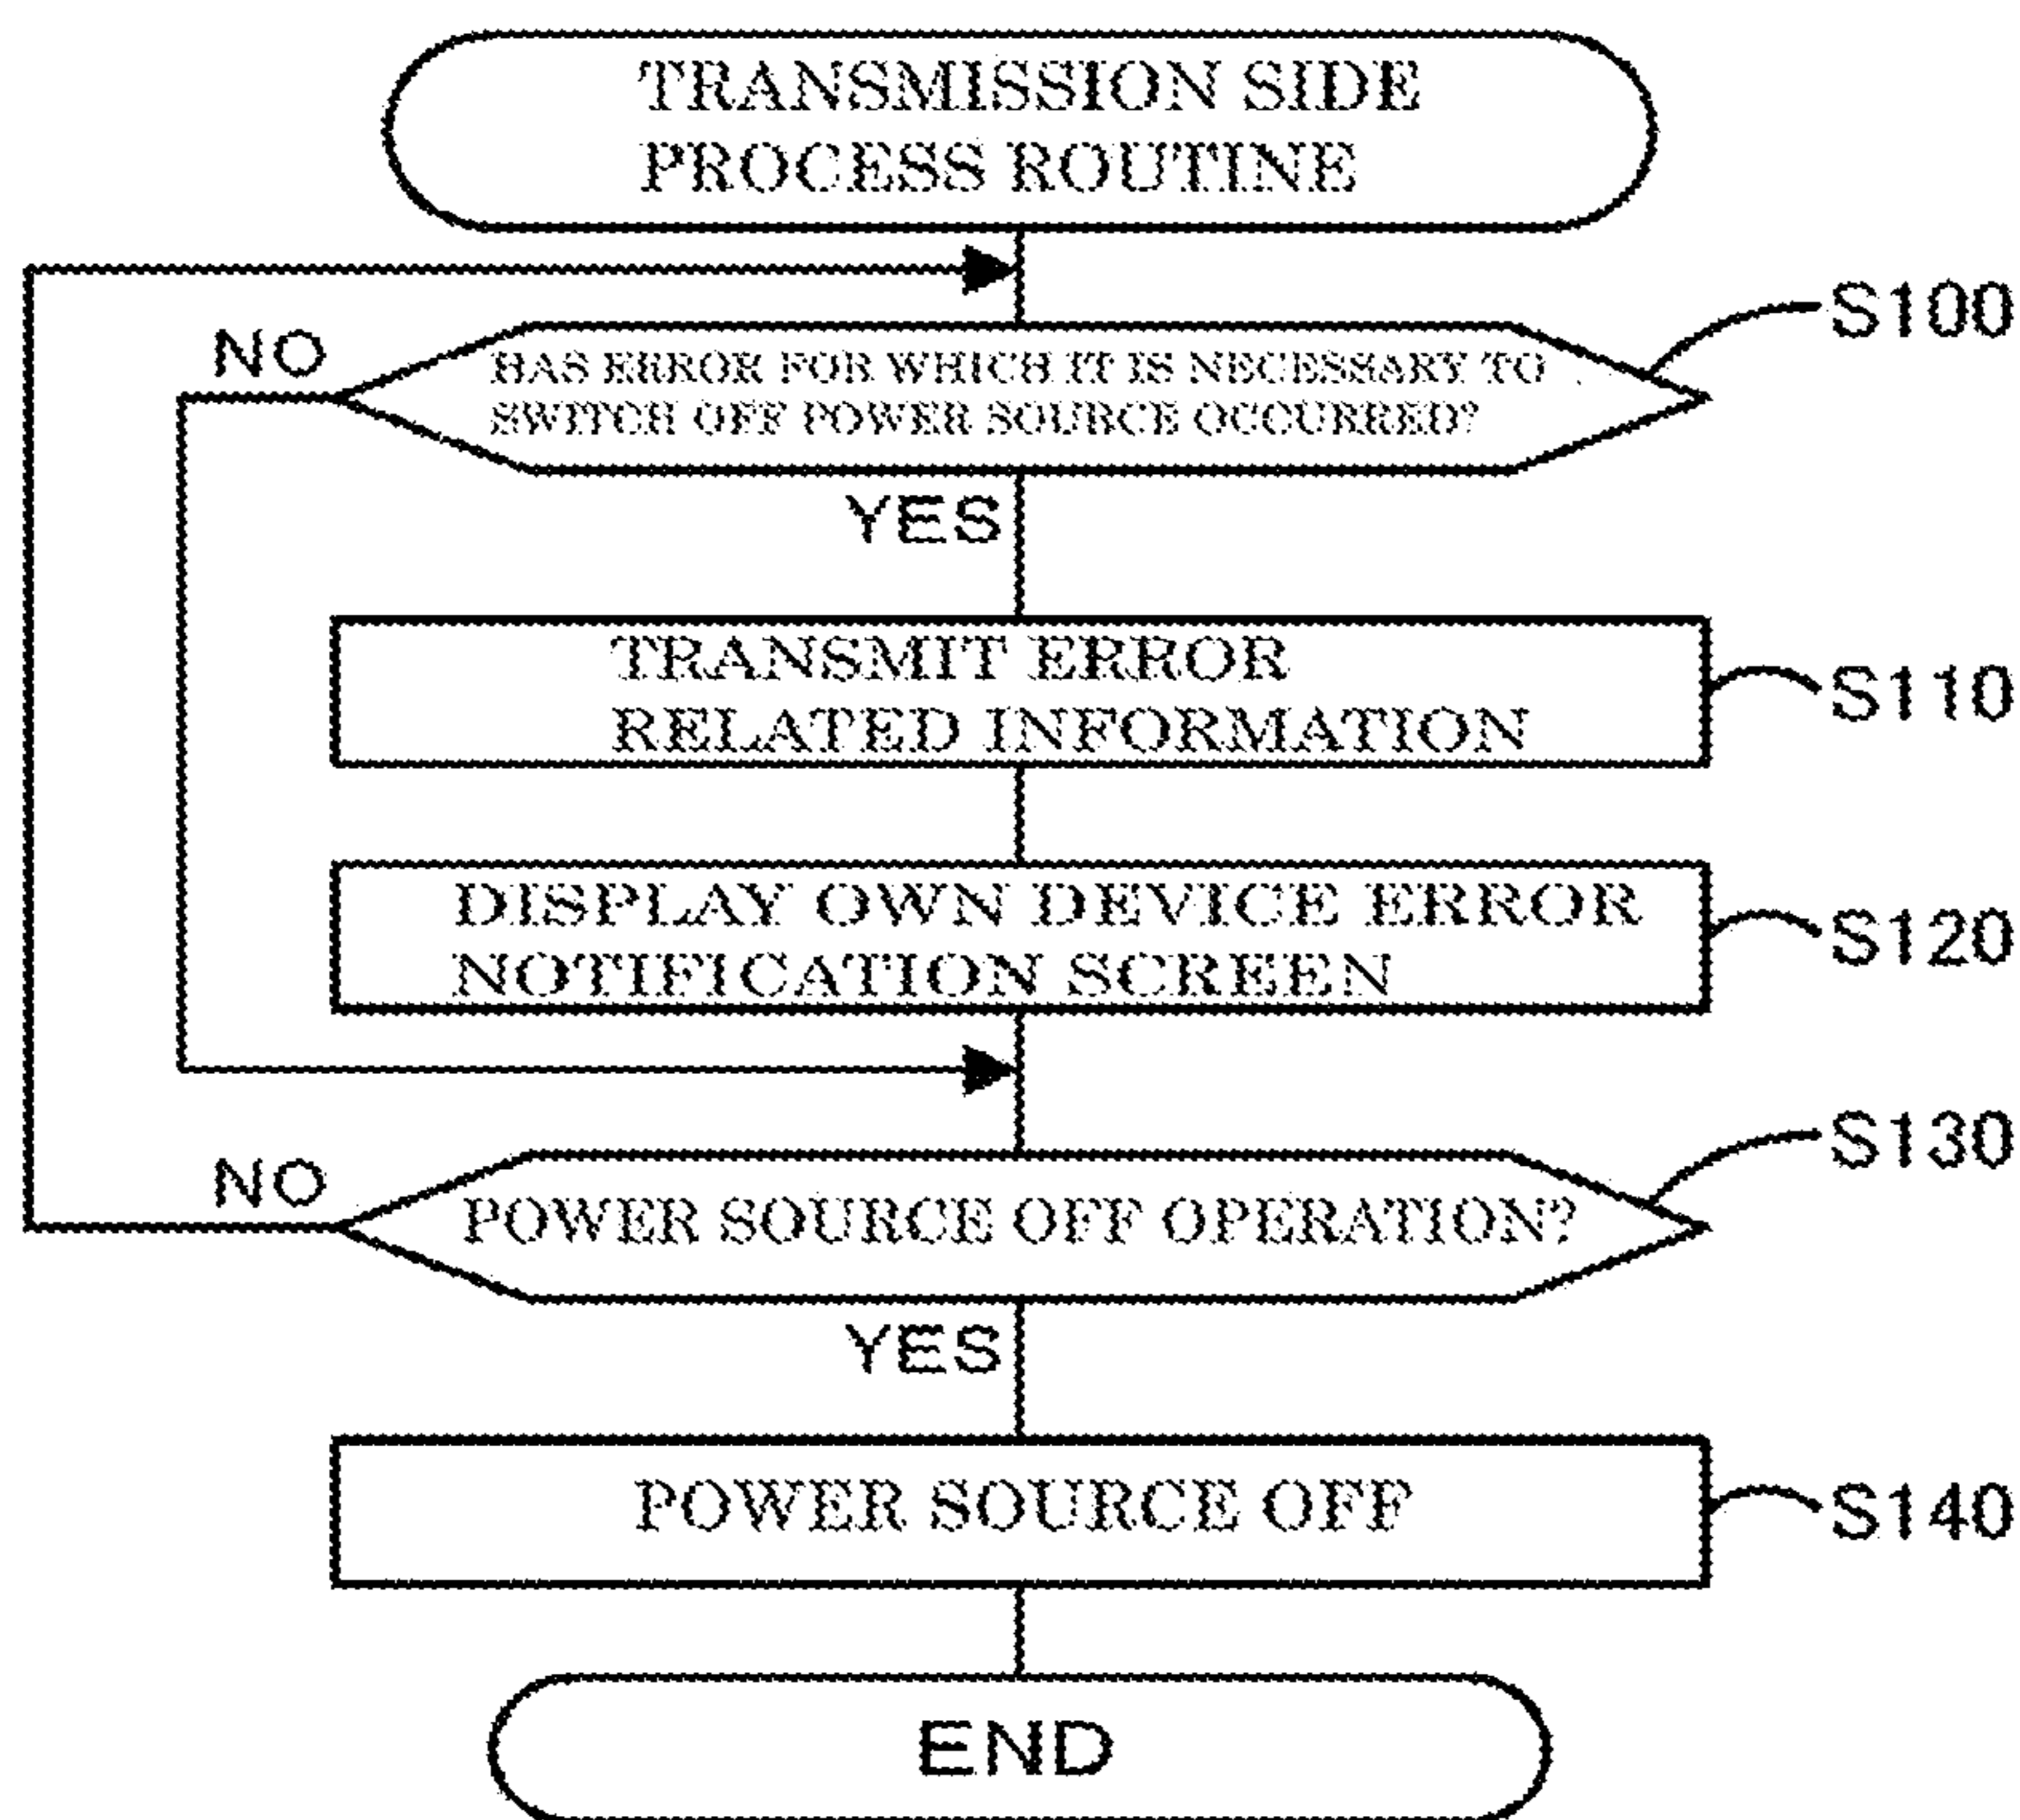 TRANSMISSION SIDE
PROCESS ROUTINE
S100
NO
HAS ERROR FOR WHICH IT IS NECESSARY TO
SWITCH OFF POWER SOURCE OCCURRED?
YES
TRANSMIT ERROR
RELATED INFORMATION
S110
DISPLAY OWN DEVICE ERROR
NOTIFICATION SCREEN
S120
S130
NO
POWER SOURCE OFF OPERATION?
YES
POWER SOURCE OFF
S140
END